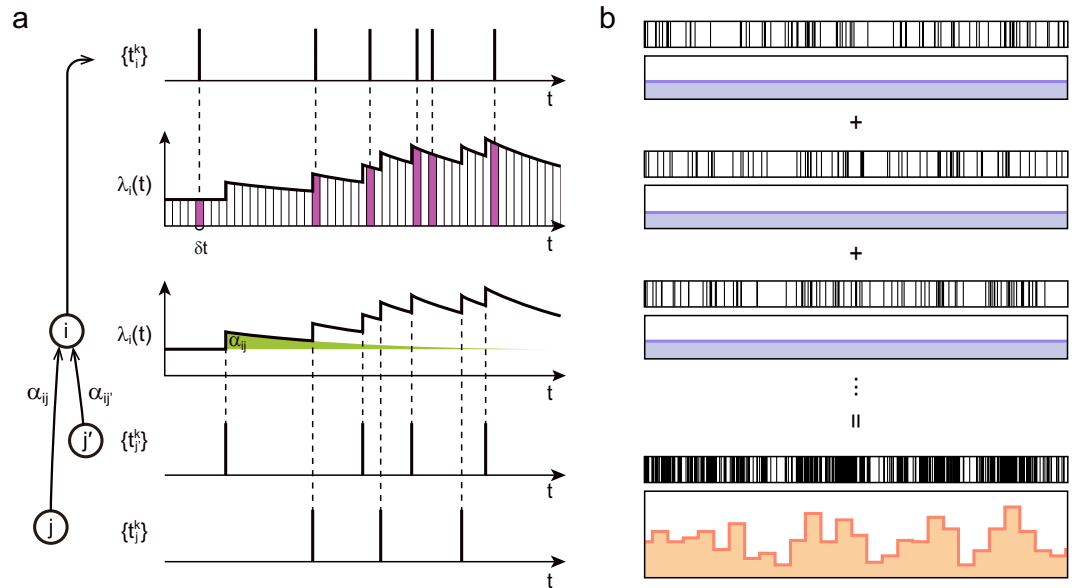 a
{t_i^k}
t
λ_i(t)
t
δt
λ_i(t)
α_ij
t
i
α_ij
α_ij'
j'
{t_j'^k}
t
j
{t_j^k}
t
b
+
+
⋮
=